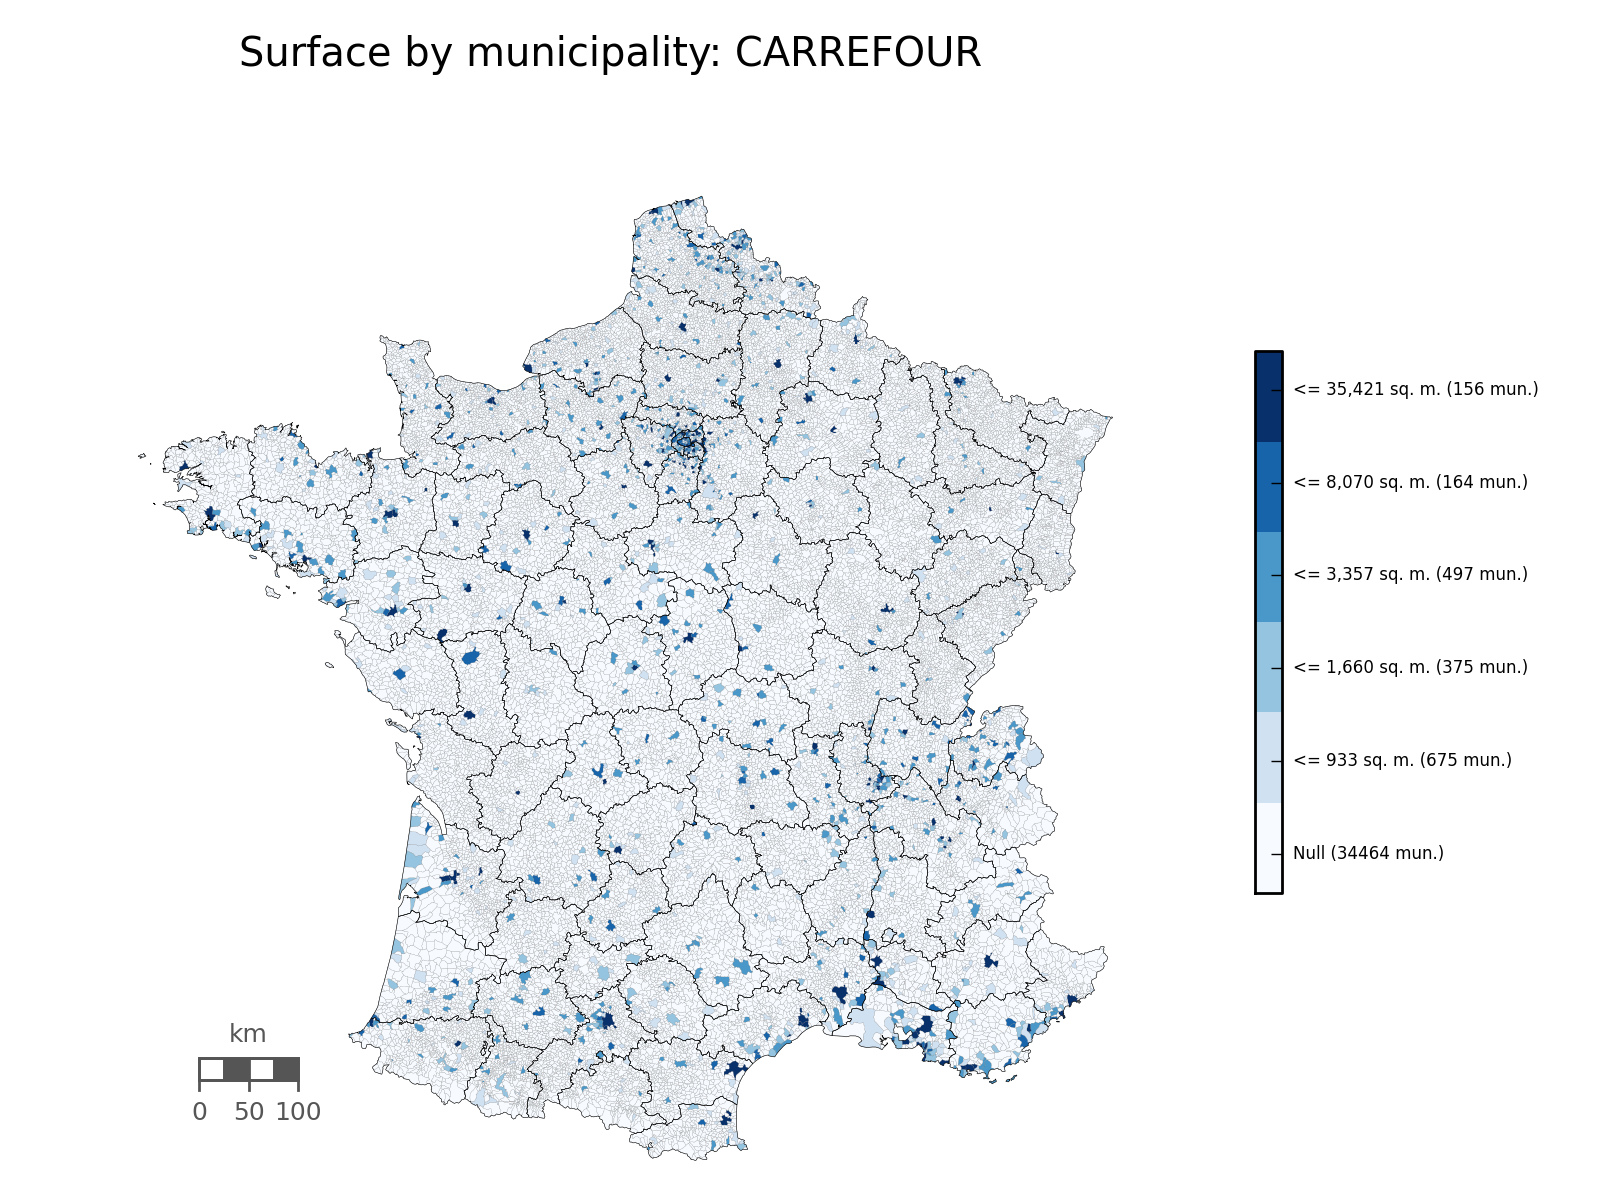 Surface by municipality: CARREFOUR
<= 35,421 sq. m. (156 mun.)
<= 8,070 sq. m. (164 mun.)
<= 3,357 sq. m. (497 mun.)
<= 1,660 sq. m. (375 mun.)
<= 933 sq. m. (675 mun.)
Null (34464 mun.)
km
0 50 100